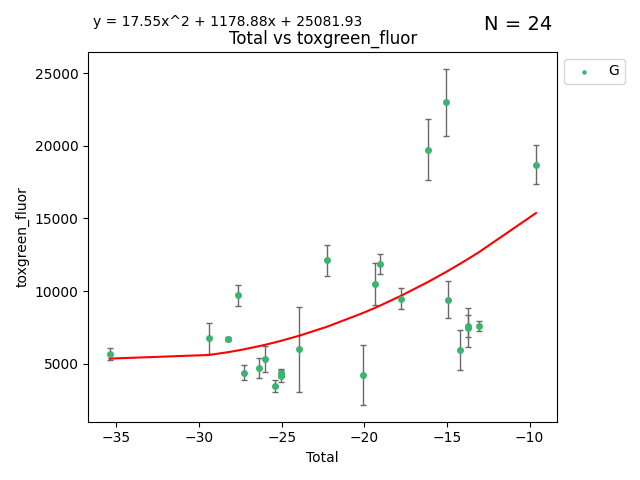 y = 17.55x^2 + 1178.88x + 25081.93
N = 24
Total vs toxgreen_fluor
G
25000
20000
15000
10000
5000
toxgreen_fluor
−35
−30
−25
−20
−15
−10
Total